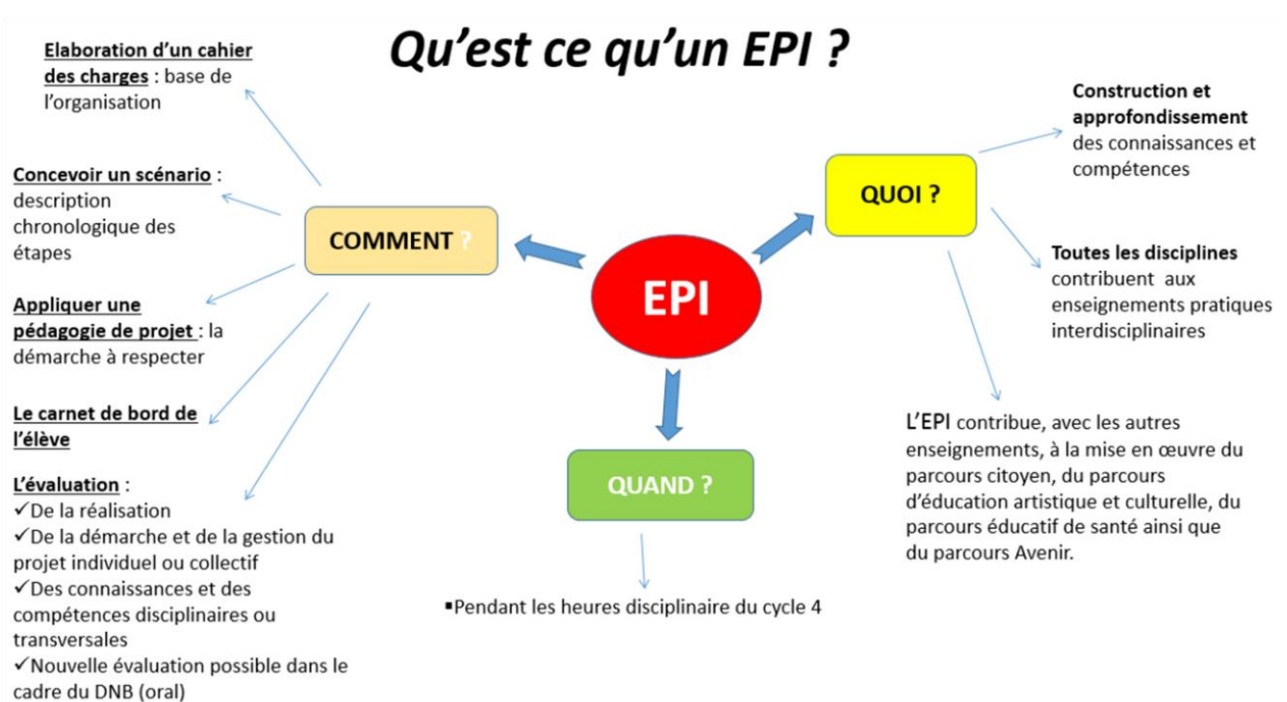 Qu'est ce qu'un EPI ?
Elaboration d'un cahier
des charges : base de
l'organisation
Concevoir un scénario :
description
chronologique des
étapes
Appliquer une
pédagogie de projet : la
démarche à respecter
Le carnet de bord de
l'élève
L'évaluation :
✓De la réalisation
✓De la démarche et de la gestion du
projet individuel ou collectif
✓Des connaissances et des
compétences disciplinaires ou
transversales
✓Nouvelle évaluation possible dans le
cadre du DNB (oral)
COMMENT ?
EPI
QUAND ?
▪Pendant les heures disciplinaire du cycle 4
QUOI ?
Construction et
approfondissement
des connaissances et
compétences
Toutes les disciplines
contribuent aux
enseignements pratiques
interdisciplinaires
L'EPI contribue, avec les autres
enseignements, à la mise en œuvre du
parcours citoyen, du parcours
d'éducation artistique et culturelle, du
parcours éducatif de santé ainsi que
du parcours Avenir.